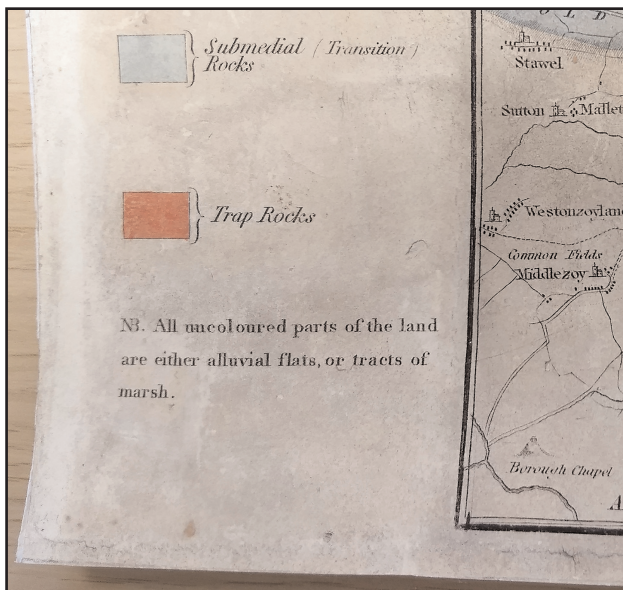 Submedial (Transition)
Rocks
Trap Rocks
NB. All uncoloured parts of the land
are either alluvial flats, or tracts of
marsh.
O L D
Stawel
Sutton Mallet
Westonzoyland
Common Fields
Middlezoy
Borough Chapel
A